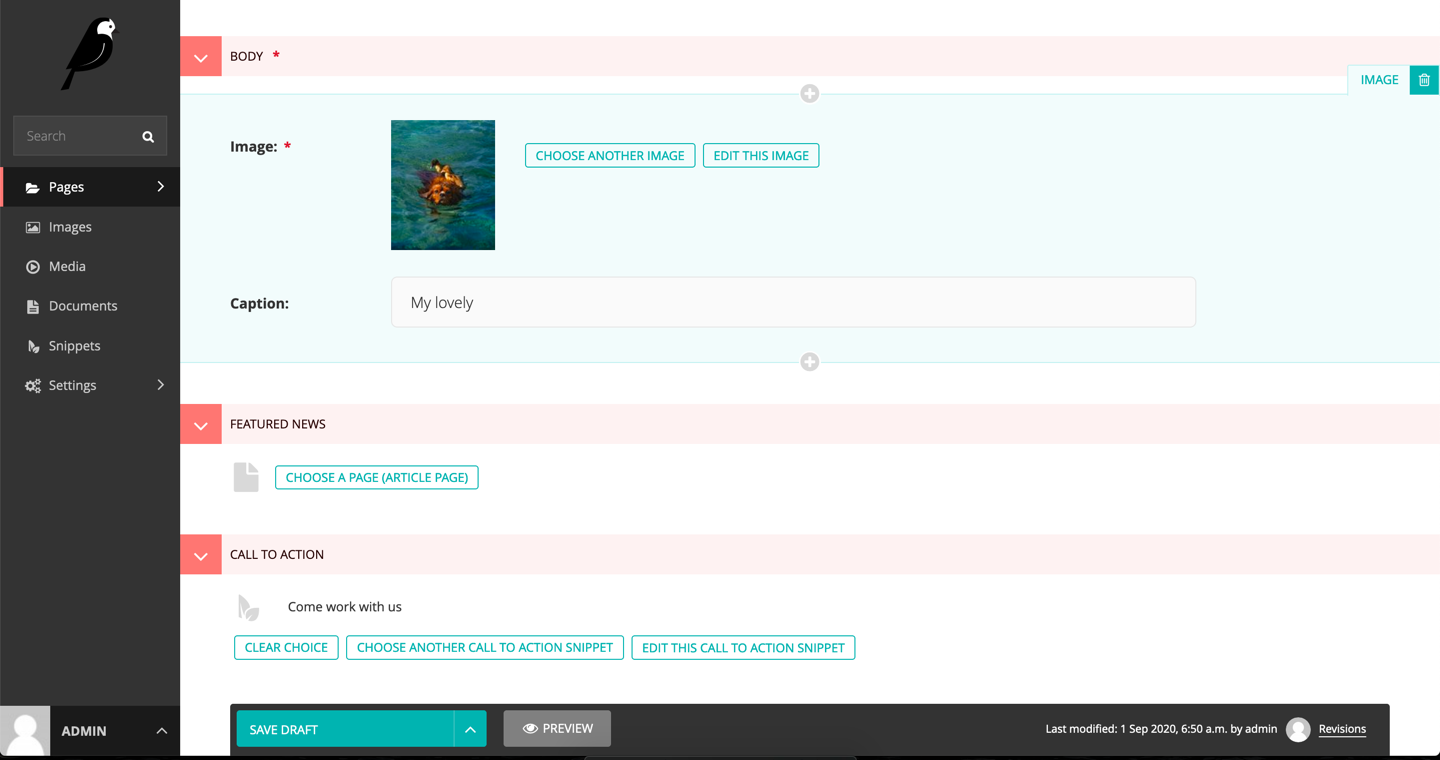 Search
Pages
Images
Media
Documents
Snippets
Settings
ADMIN
BODY *
IMAGE
Image: *
CHOOSE ANOTHER IMAGE
EDIT THIS IMAGE
Caption:
My lovely
FEATURED NEWS
CHOOSE A PAGE (ARTICLE PAGE)
CALL TO ACTION
Come work with us
CLEAR CHOICE
CHOOSE ANOTHER CALL TO ACTION SNIPPET
EDIT THIS CALL TO ACTION SNIPPET
SAVE DRAFT
PREVIEW
Last modified: 1 Sep 2020, 6:50 a.m. by admin
Revisions